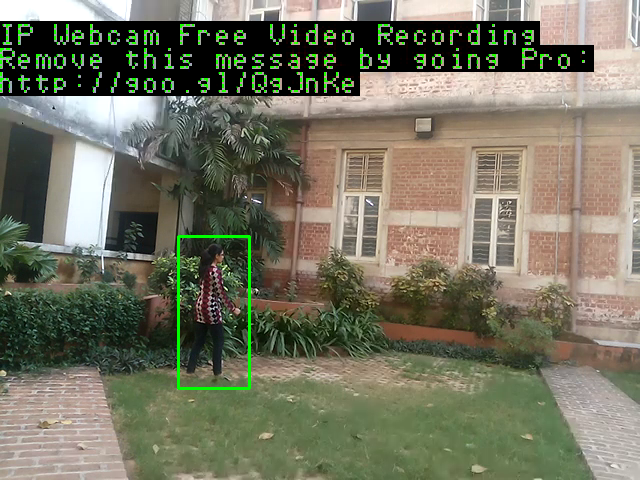 IP Webcam Free Video Recording
Remove this message by going Pro:
http://goo.gl/QgJnKe